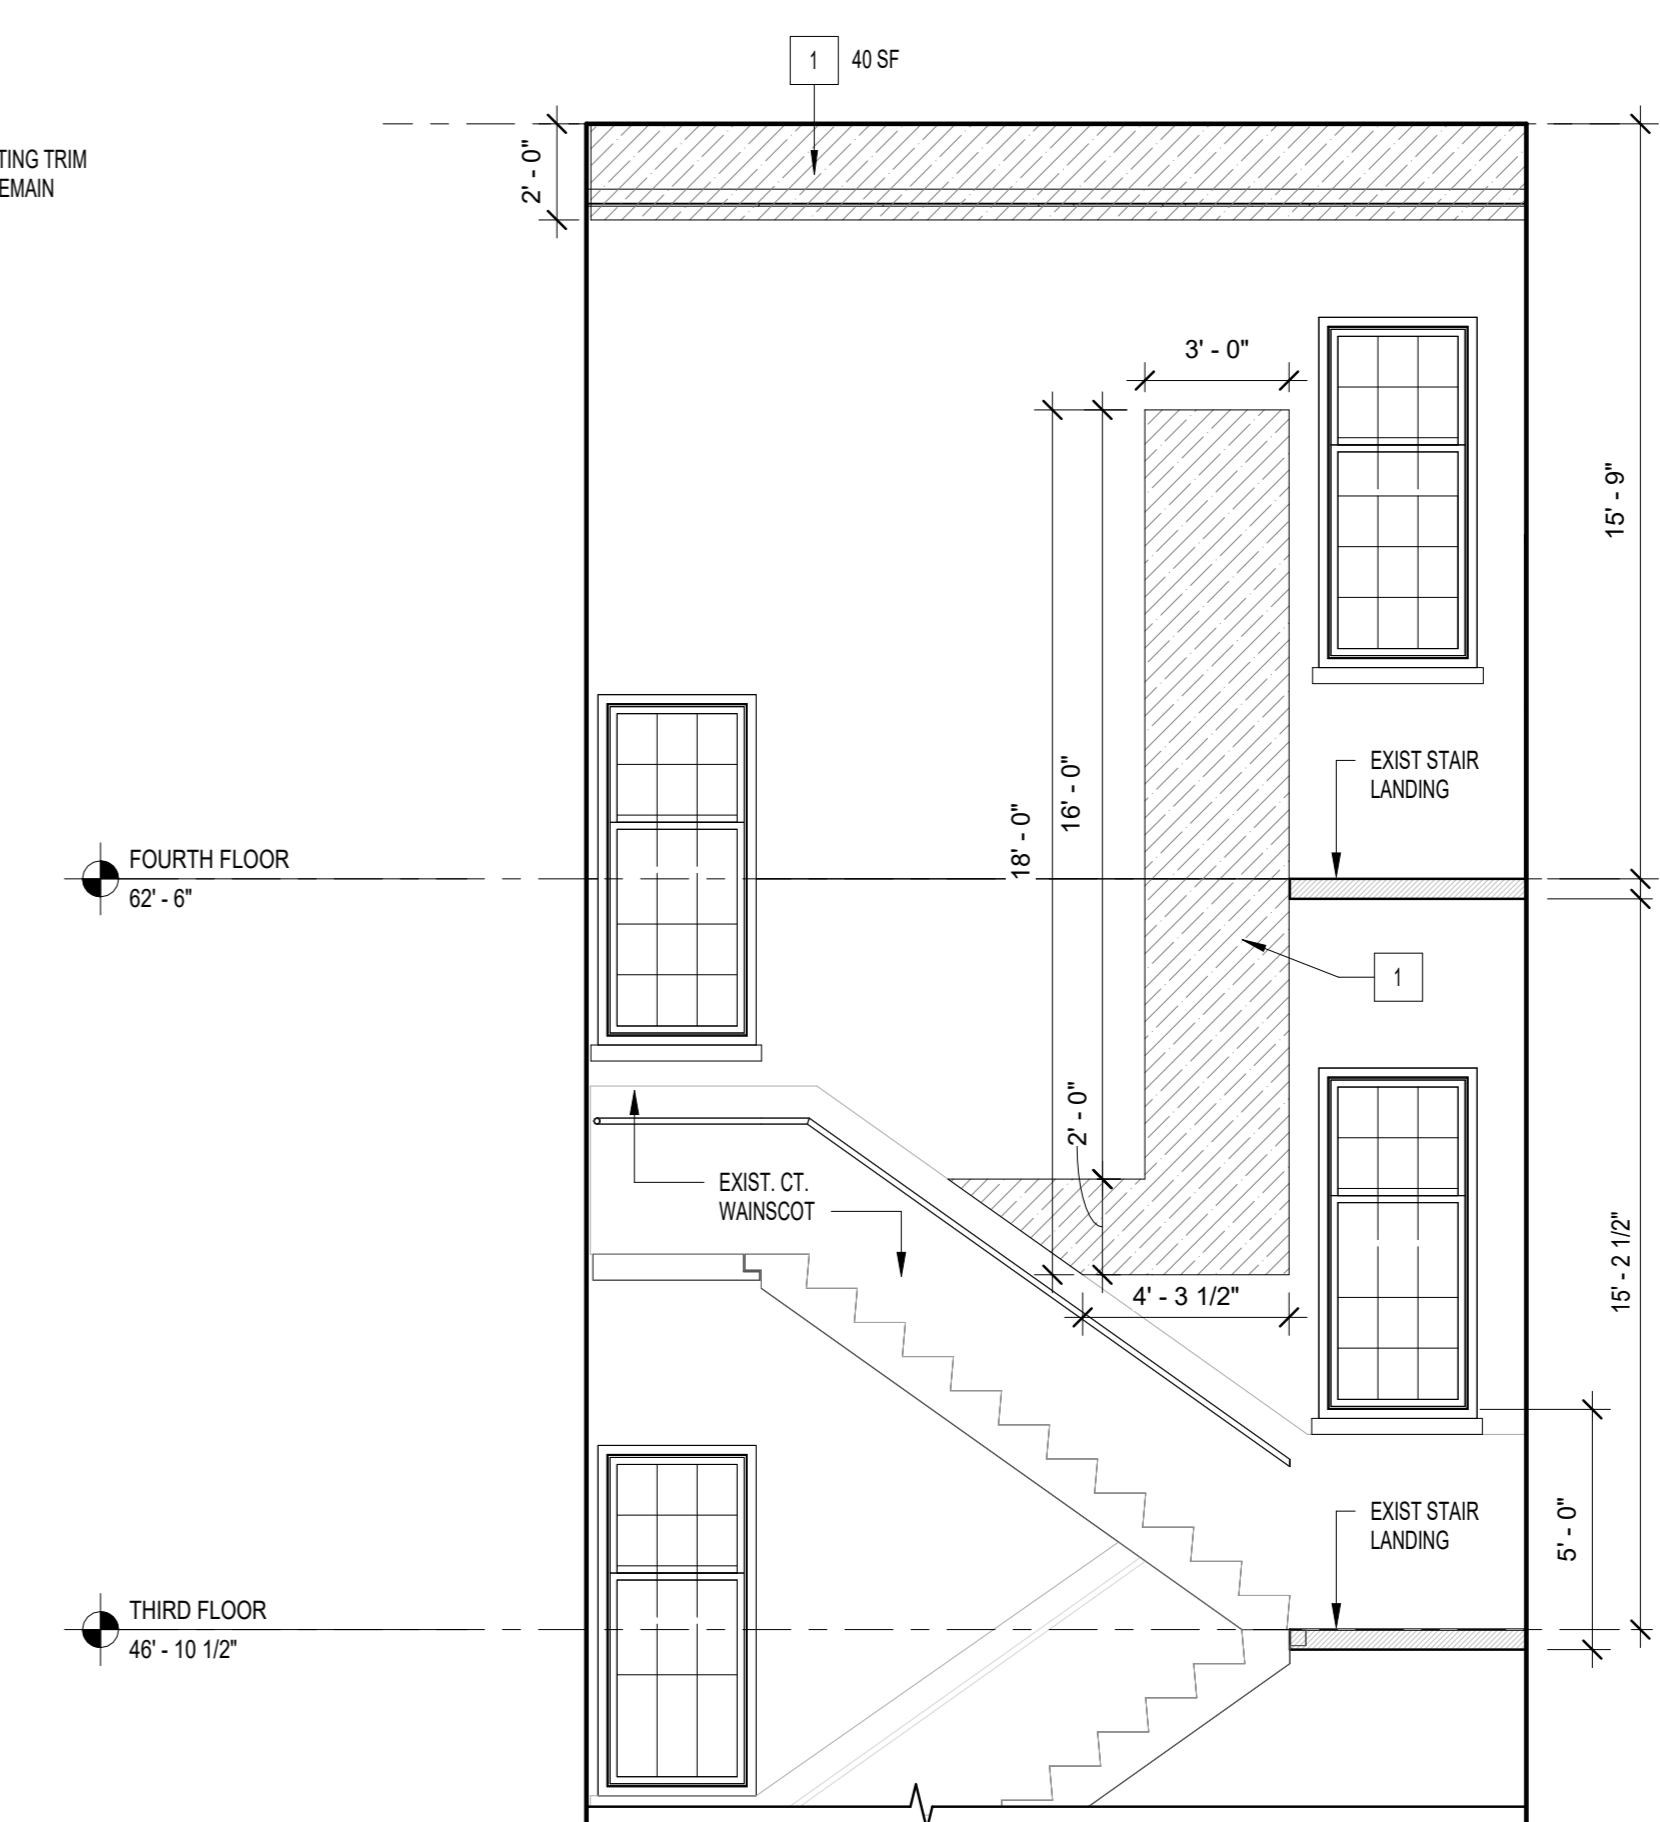 1 40 SF
TING TRIM
EMAIN
2' - 0"
3' - 0"
15' - 9"
16' - 0"
18' - 0"
EXIST STAIR
LANDING
FOURTH FLOOR
62' - 6"
1
2' - 0"
EXIST. CT.
WAINSCOT
4' - 3 1/2"
15' - 2 1/2"
5' - 0"
EXIST STAIR
LANDING
THIRD FLOOR
46' - 10 1/2"